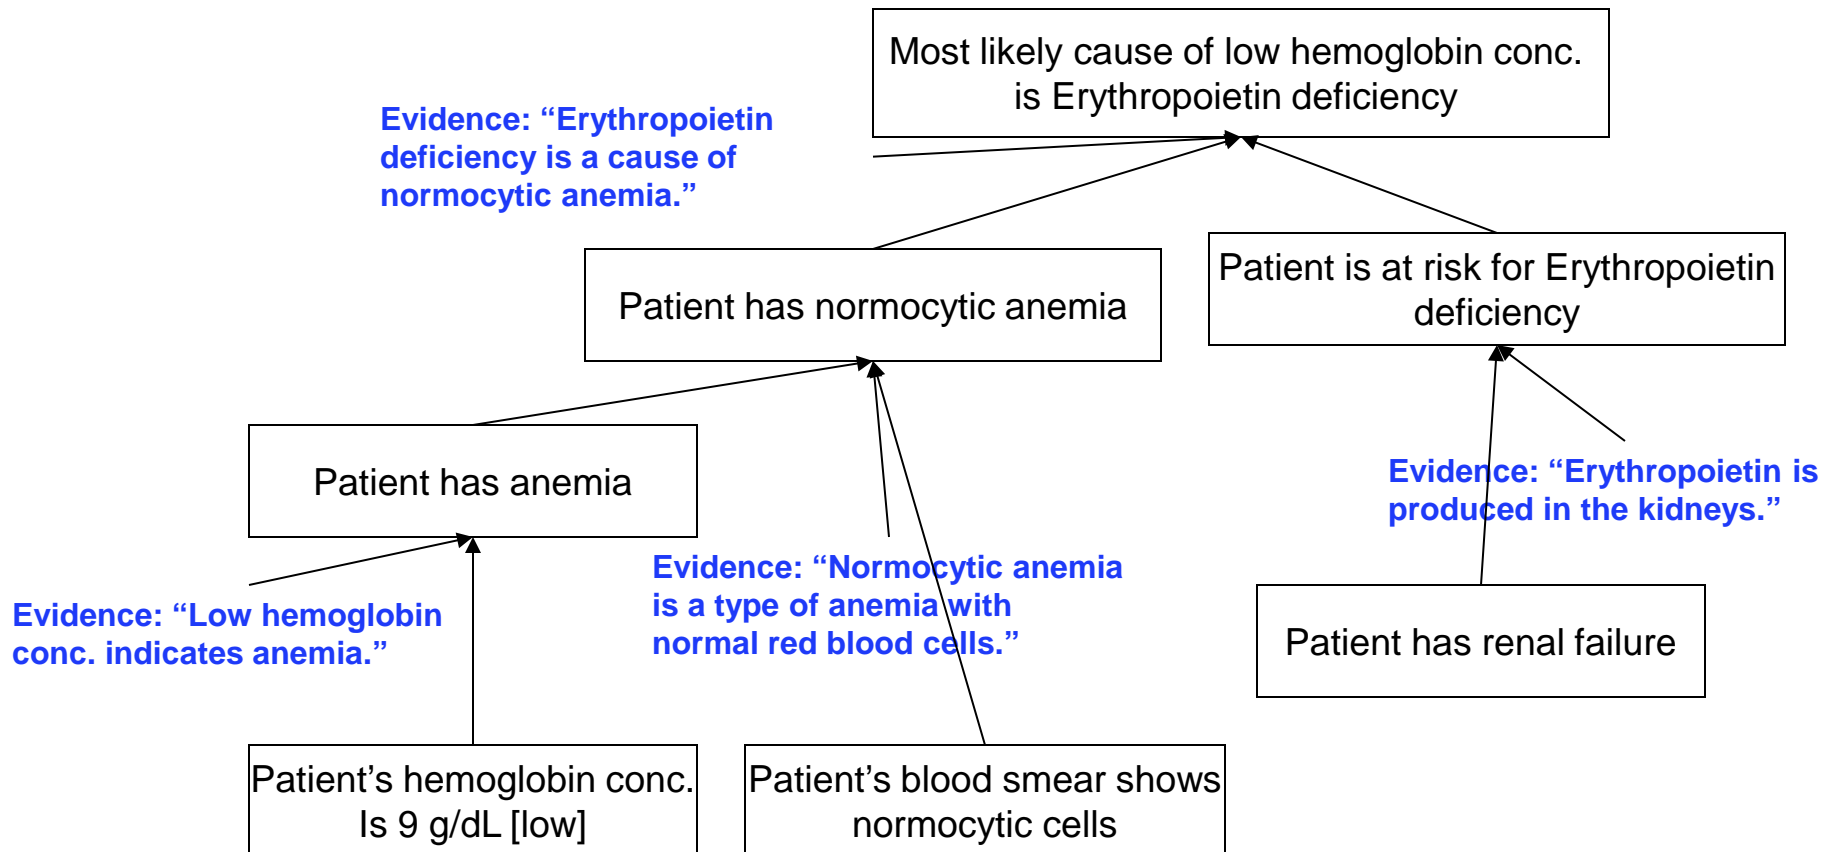 Most likely cause of low hemoglobin conc.
is Erythropoietin deficiency
Evidence: “Erythropoietin
deficiency is a cause of
normocytic anemia.”
Patient has normocytic anemia
Patient is at risk for Erythropoietin
deficiency
Patient has anemia
Evidence: “Erythropoietin is
produced in the kidneys.”
Evidence: “Normocytic anemia
is a type of anemia with
normal red blood cells.”
Evidence: “Low hemoglobin
conc. indicates anemia.”
Patient has renal failure
Patient’s hemoglobin conc.
Is 9 g/dL [low]
Patient’s blood smear shows
normocytic cells